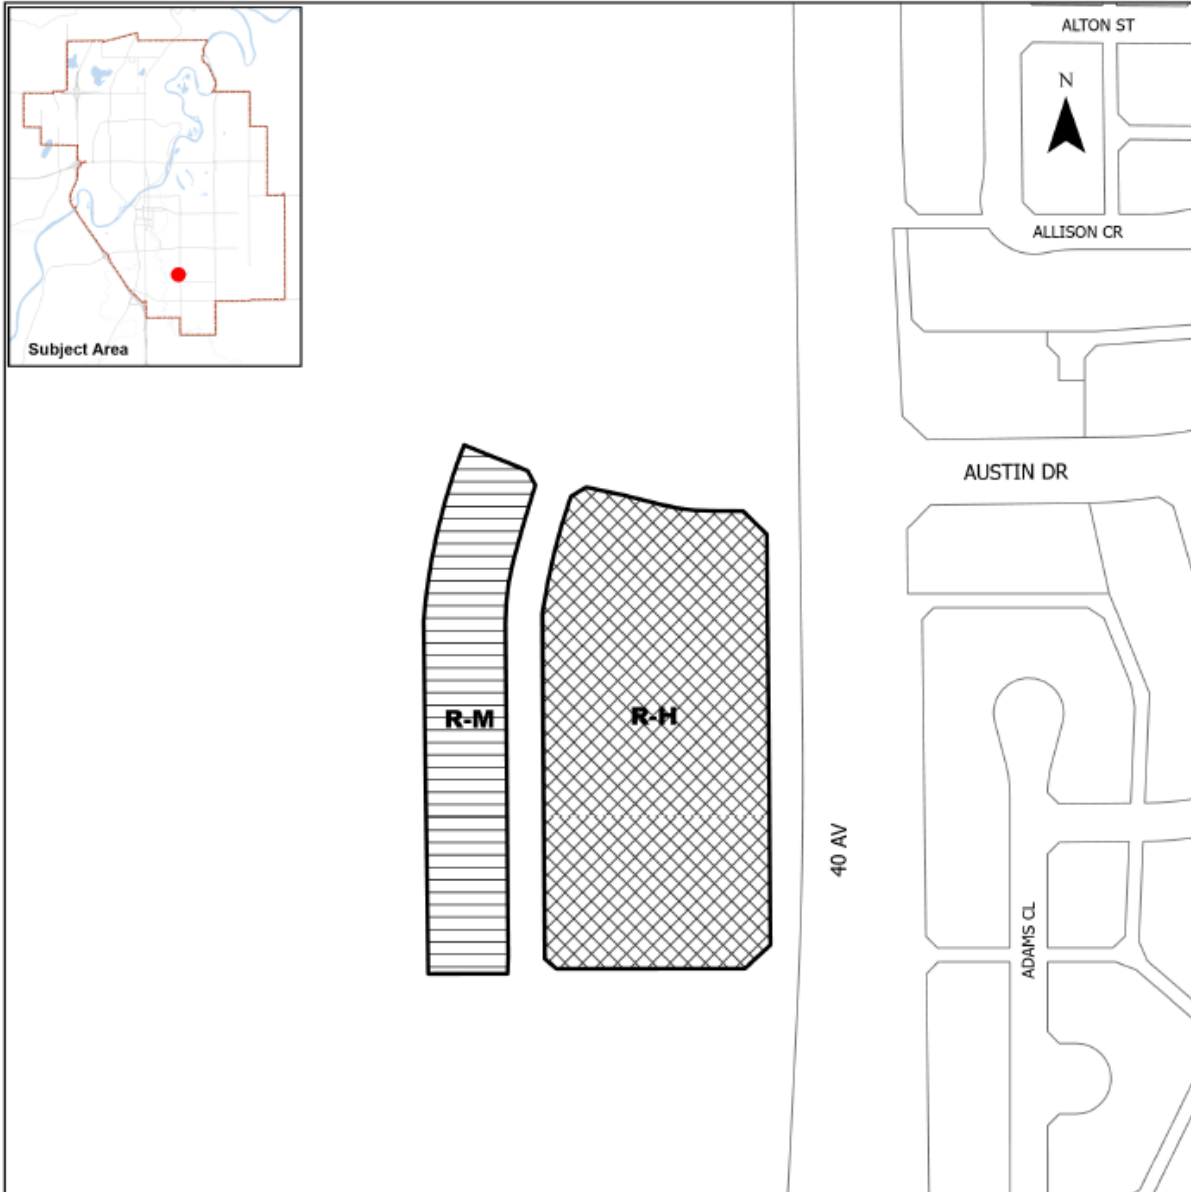 ALTON ST
N
ALLISON CR
Subject Area
AUSTIN DR
R-M
R-H
40 AV
ADAMS CL